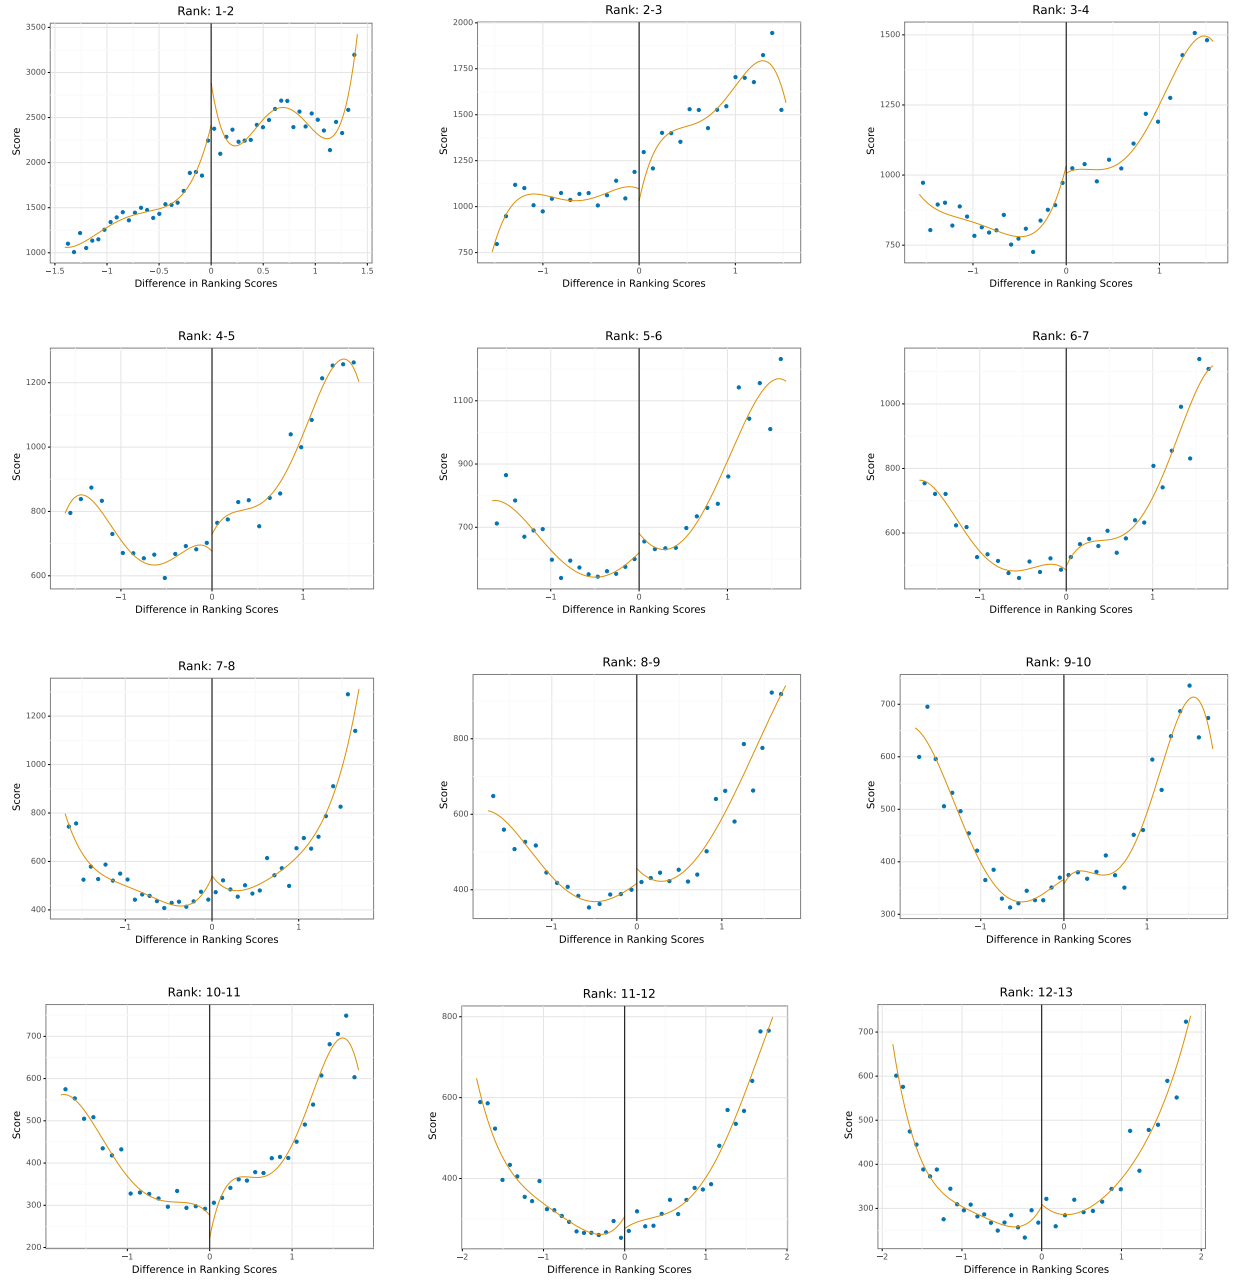 Rank: 1-2
3500
3000
2500
2000
1500
1000
Score
−1.5
−1
−0.5
0
0.5
1
1.5
Difference in Ranking Scores
Rank: 2-3
2000
1750
1500
1250
1000
750
Score
−1
0
1
Difference in Ranking Scores
Rank: 3-4
1500
1250
1000
750
Score
−1
0
1
Difference in Ranking Scores
Rank: 4-5
1200
1000
800
600
Score
−1
0
1
Difference in Ranking Scores
Rank: 5-6
1100
900
700
Score
−1
0
1
Difference in Ranking Scores
Rank: 6-7
1000
800
600
Score
−1
0
1
Difference in Ranking Scores
Rank: 7-8
1200
1000
800
600
400
Score
−1
0
1
Difference in Ranking Scores
Rank: 8-9
800
600
400
Score
−1
0
1
Difference in Ranking Scores
Rank: 9-10
700
600
500
400
300
Score
−1
0
1
Difference in Ranking Scores
Rank: 10-11
700
600
500
400
300
200
Score
−1
0
1
Difference in Ranking Scores
Rank: 11-12
800
600
400
Score
−2
−1
0
1
2
Difference in Ranking Scores
Rank: 12-13
700
600
500
400
300
Score
−2
−1
0
1
2
Difference in Ranking Scores